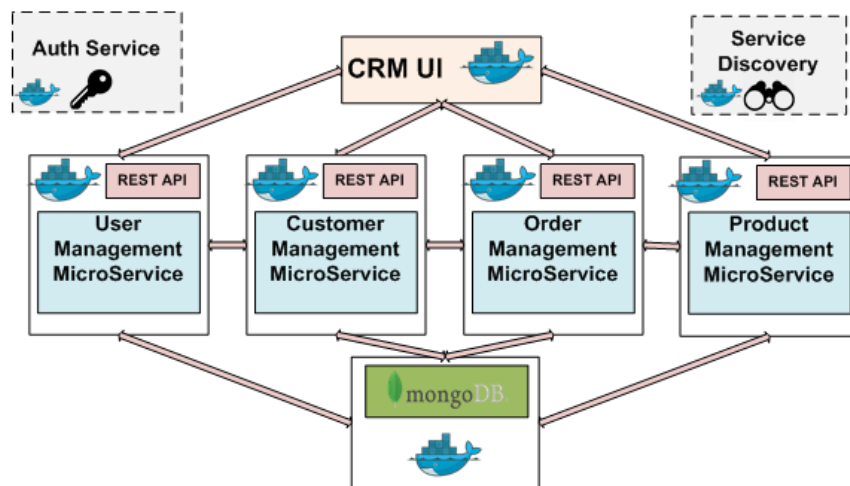 Auth Service
CRM UI
Service
Discovery
REST API
REST API
REST API
REST API
User
Management
MicroService
Customer
Management
MicroService
Order
Management
MicroService
Product
Management
MicroService
mongoDB